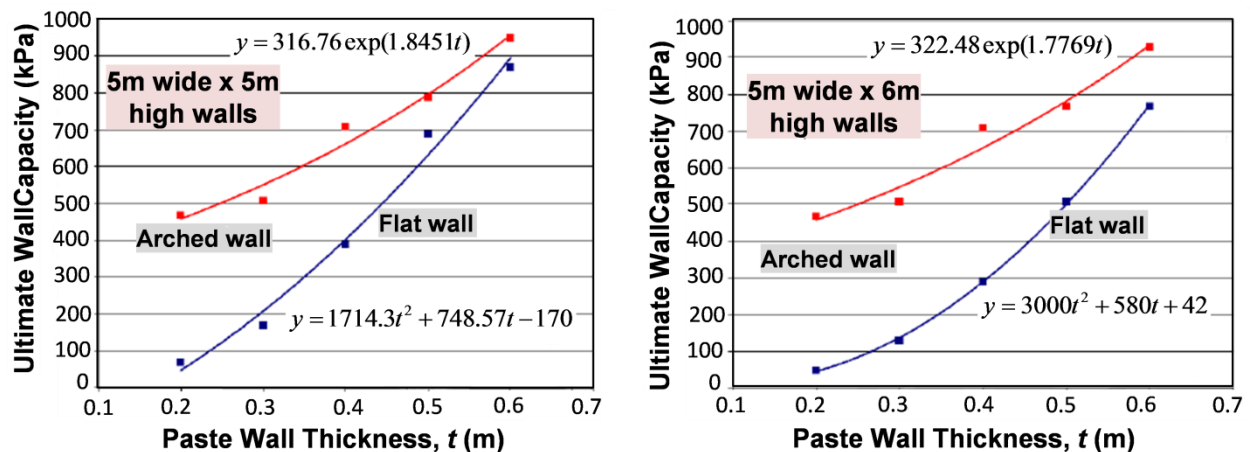 Ultimate WallCapacity (kPa)
1000
900
800
700
600
500
400
300
200
100
0
y = 316.76 exp(1.8451t)
5m wide x 5m
high walls
Flat wall
Arched wall
y = 1714.3t² + 748.57t − 170
0.1 0.2 0.3 0.4 0.5 0.6 0.7
Paste Wall Thickness, t (m)
Ultimate WallCapacity (kPa)
1000
900
800
700
600
500
400
300
200
100
0
y = 322.48 exp(1.7769t)
5m wide x 6m
high walls
Flat wall
Arched wall
y = 3000t² + 580t + 42
0.1 0.2 0.3 0.4 0.5 0.6 0.7
Paste Wall Thickness, t (m)